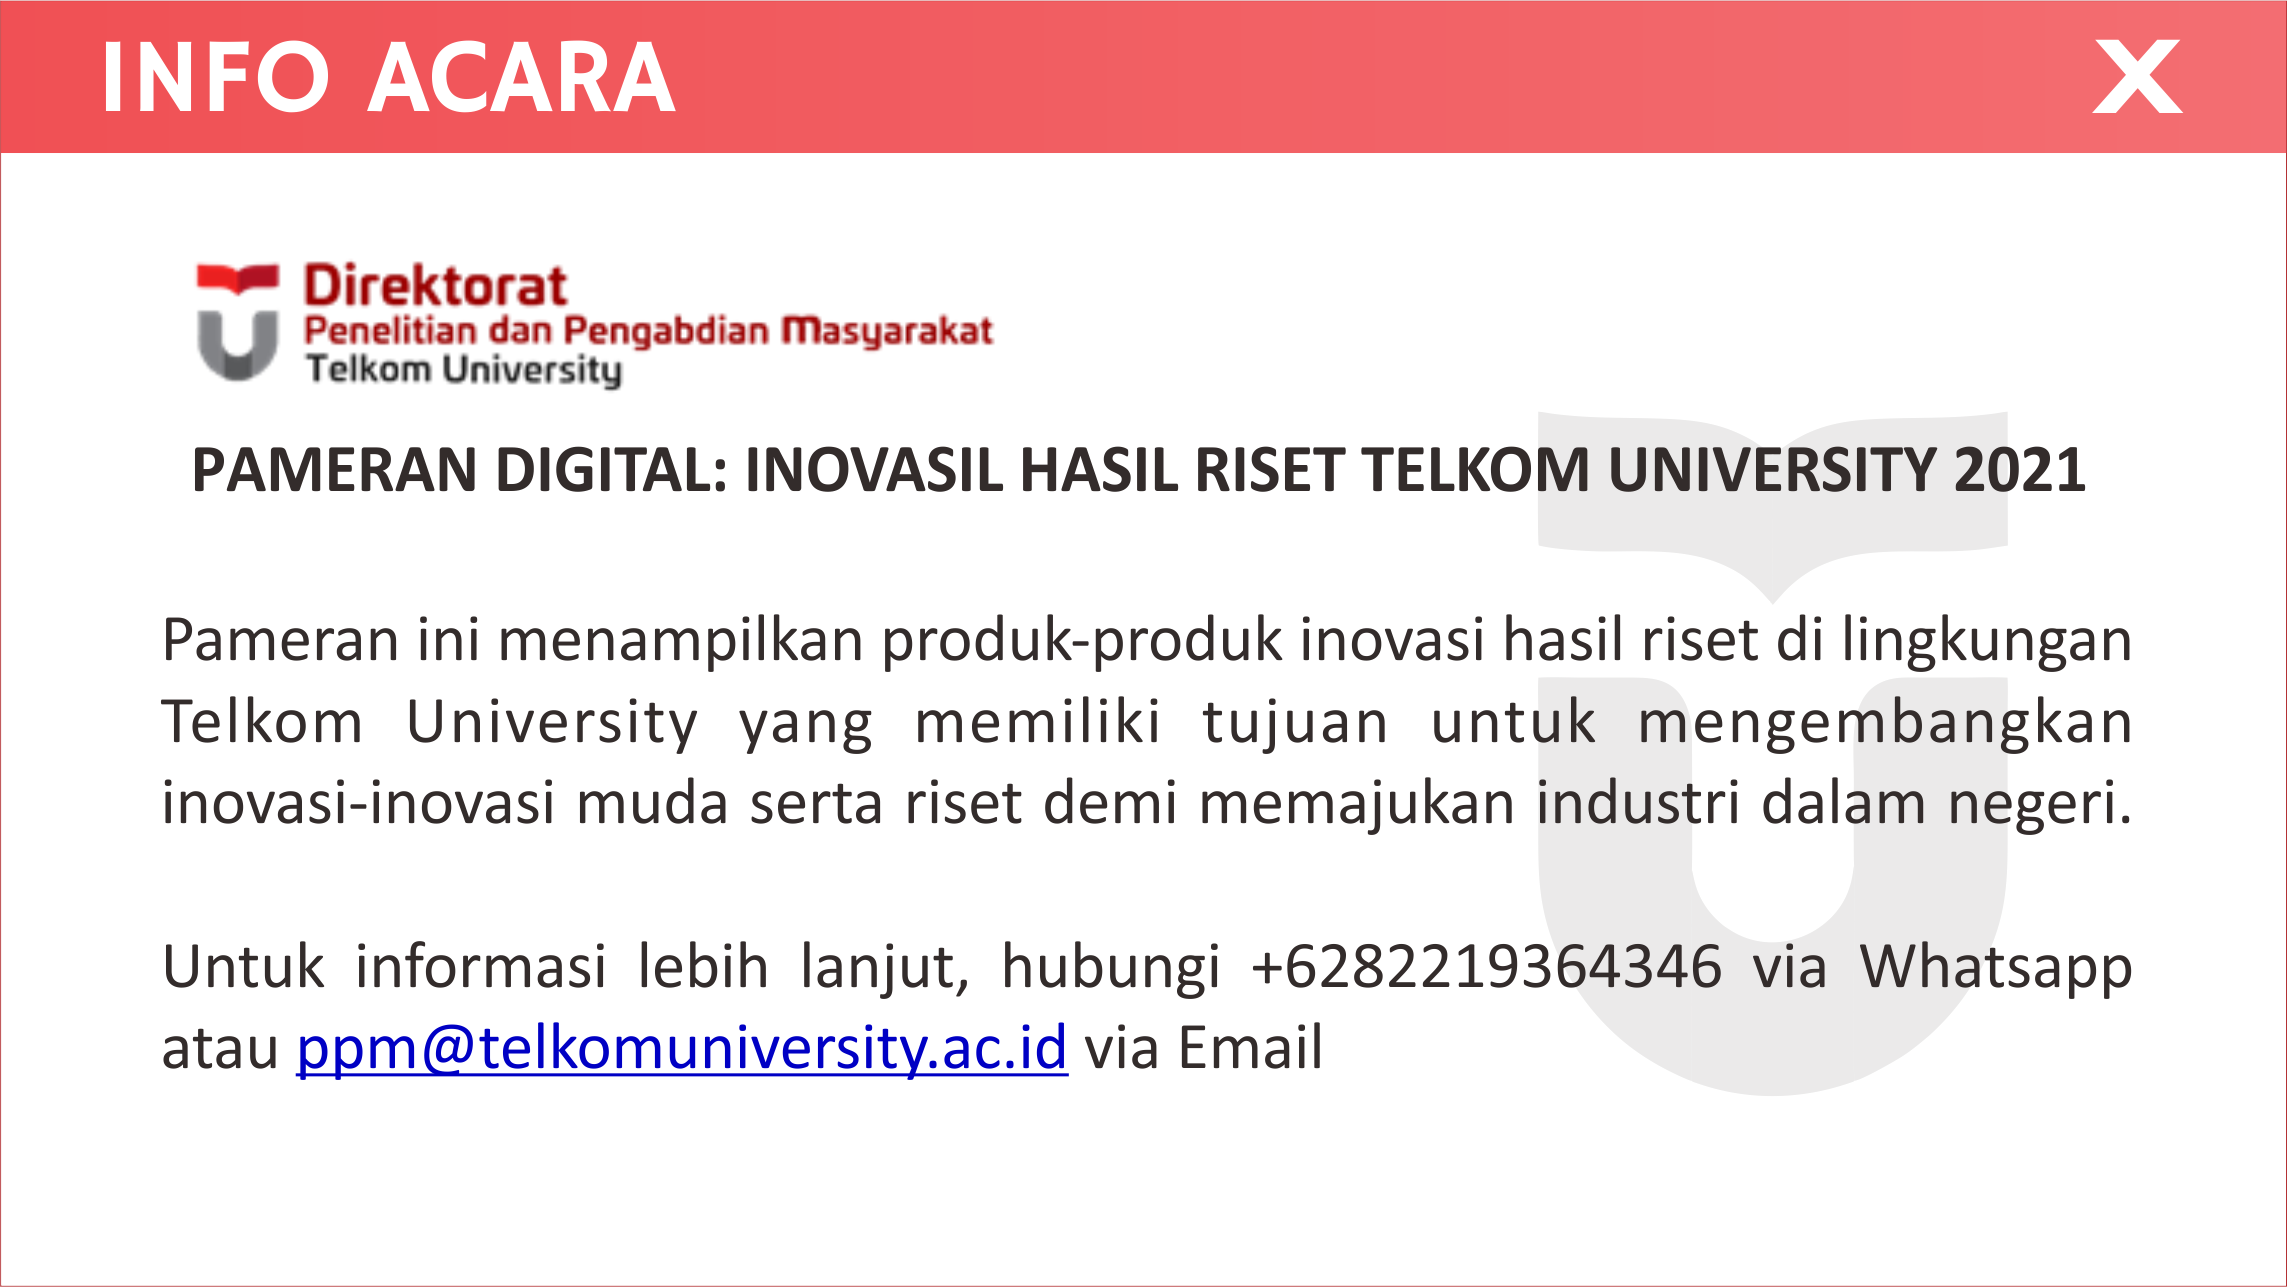 INFO ACARA X
Direktorat
Penelitian dan Pengabdian Masyarakat
Telkom University
PAMERAN DIGITAL: INOVASIL HASIL RISET TELKOM UNIVERSITY 2021
Pameran ini menampilkan produk-produk inovasi hasil riset di lingkungan
Telkom University yang memiliki tujuan untuk mengembangkan
inovasi-inovasi muda serta riset demi memajukan industri dalam negeri.
Untuk informasi lebih lanjut, hubungi +6282219364346 via Whatsapp
atau ppm@telkomuniversity.ac.id via Email